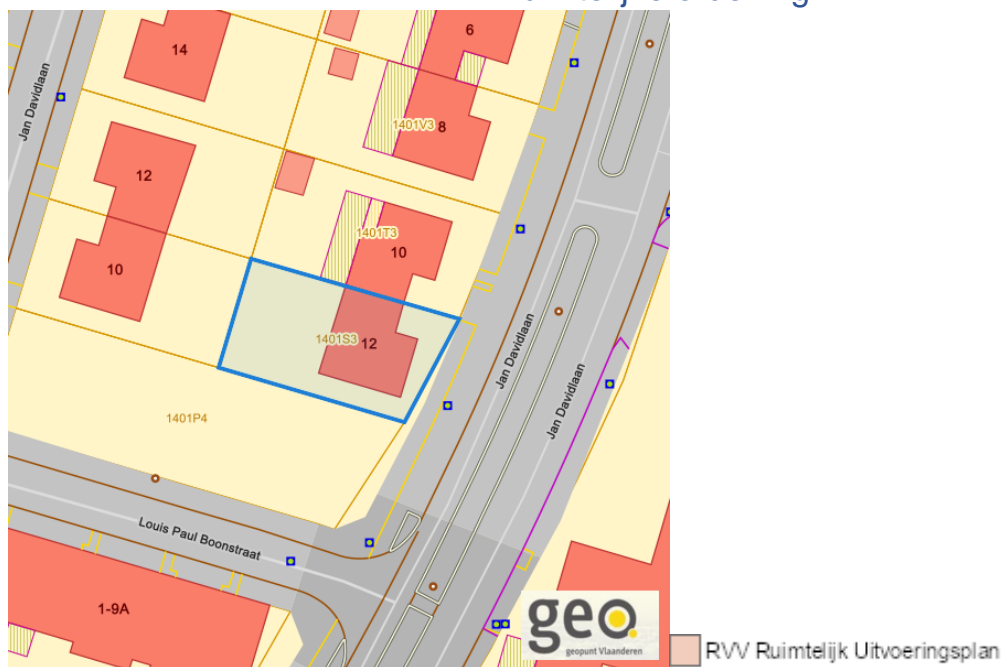 14
6
Jan Davidlaan
1401V3
8
12
1401T3
10
10
1401S3
12
Jan Davidlaan
Jan Davidlaan
1401P4
Louis Paul Boonstraat
1-9A
geo.
geopunt Vlaanderen
RVV Ruimtelijk Uitvoeringsplan